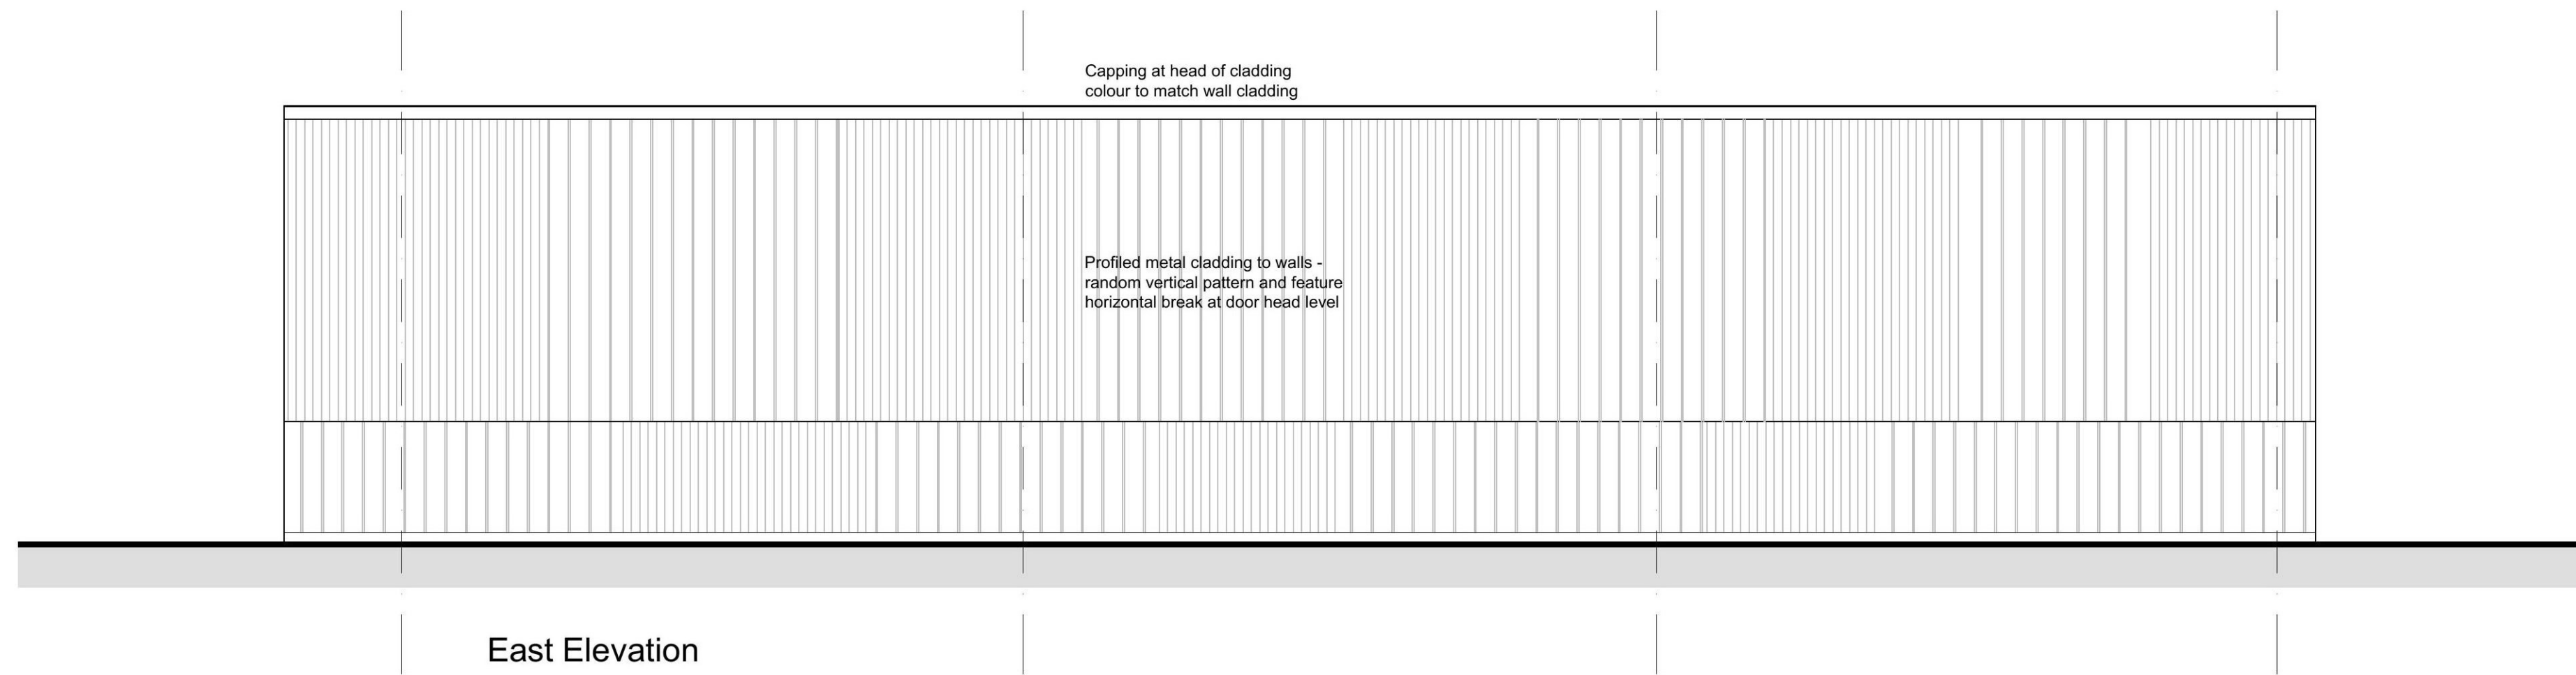 Capping at head of cladding
colour to match wall cladding
Profiled metal cladding to walls -
random vertical pattern and feature
horizontal break at door head level
East Elevation